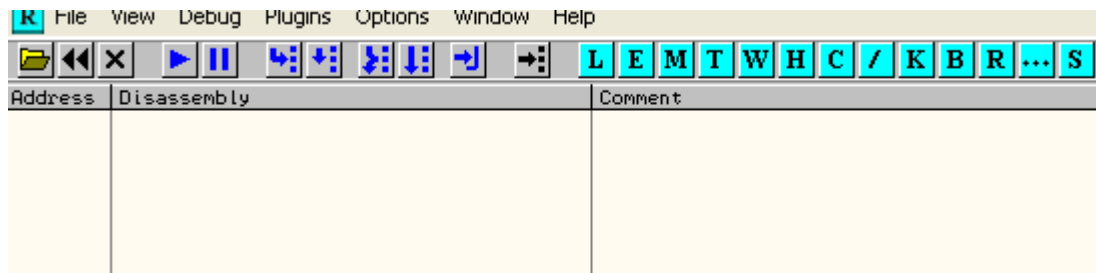 R File View Debug Plugins Options Window Help
L E M T W H C / K B R ... S
Address Disassembly Comment